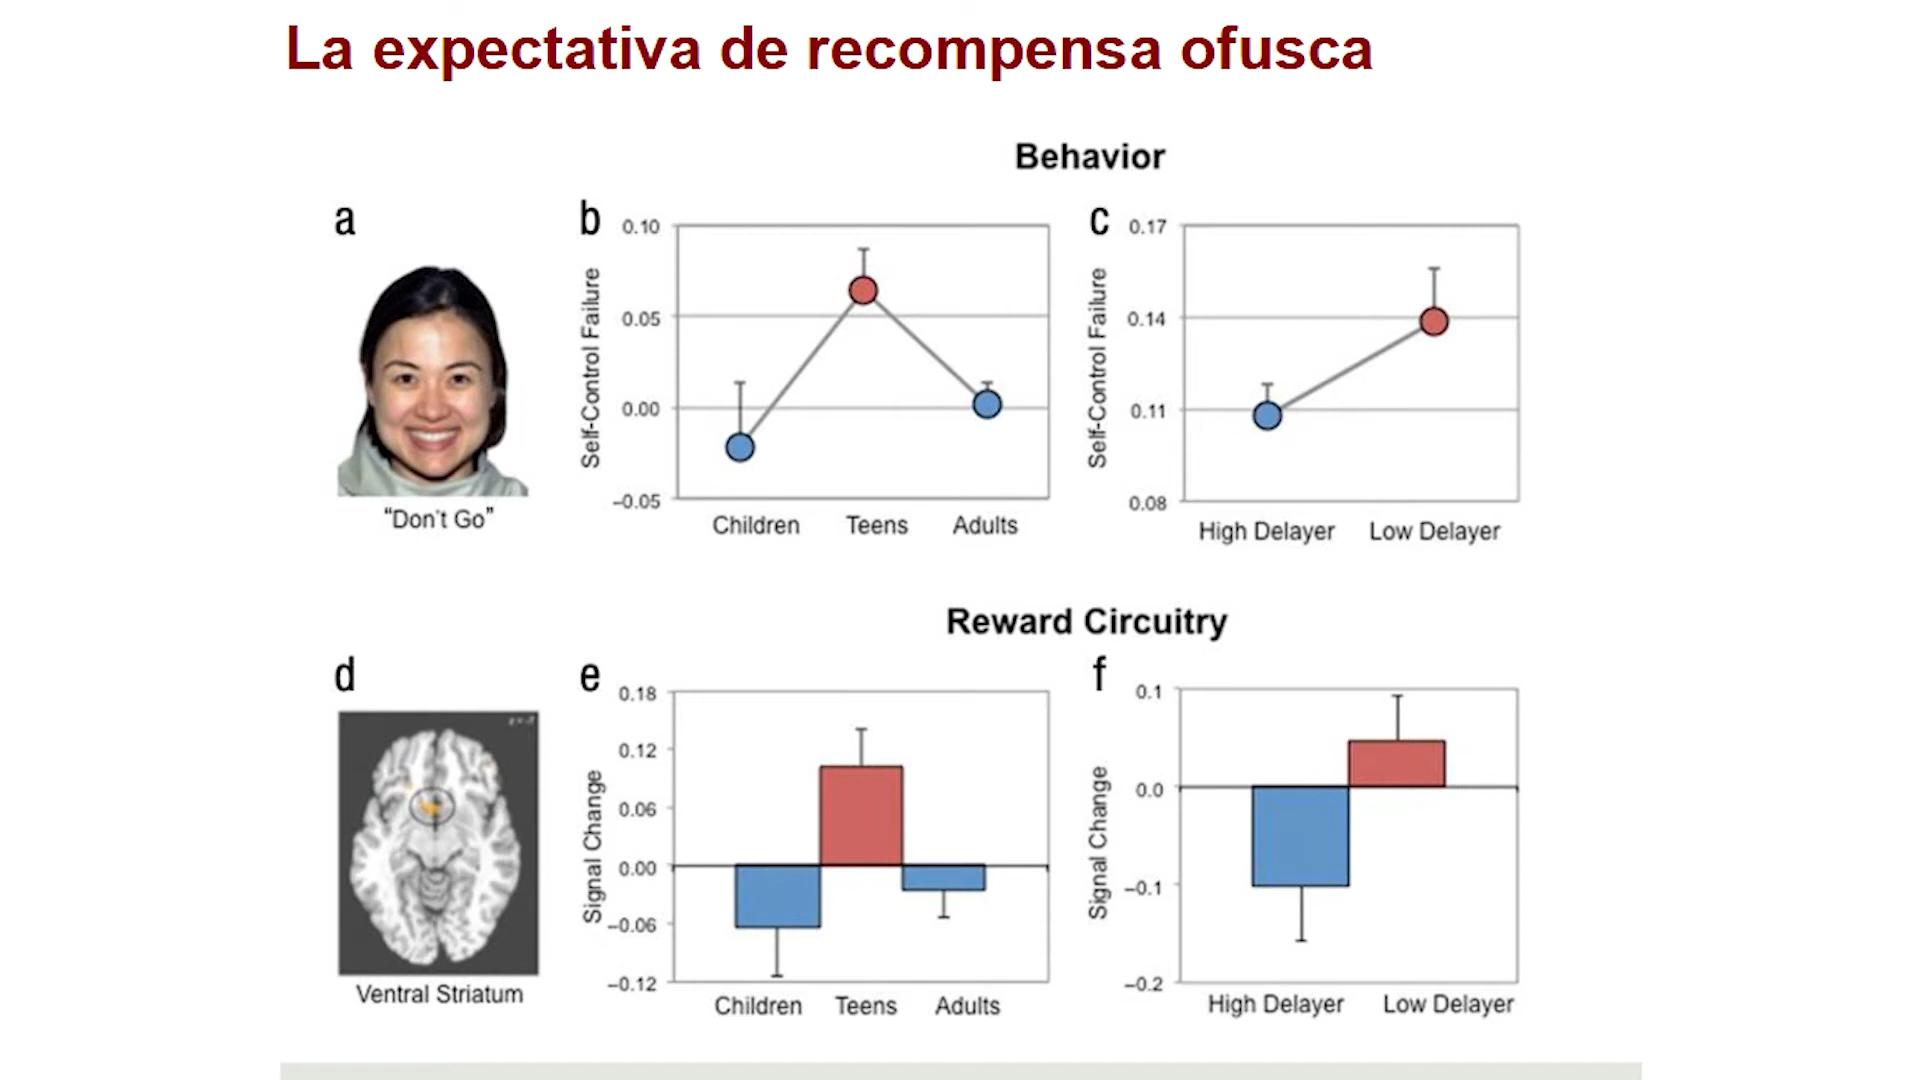 La expectativa de recompensa ofusca
Behavior
a
b
c
0.10
0.05
0.00
–0.05
Self-Control Failure
Children Teens Adults
0.17
0.14
0.11
0.08
Self-Control Failure
High Delayer Low Delayer
“Don’t Go”
Reward Circuitry
d
e
f
Ventral Striatum
0.18
0.12
0.06
0.00
–0.06
–0.12
Signal Change
Children Teens Adults
0.1
0.0
–0.1
–0.2
Signal Change
High Delayer Low Delayer